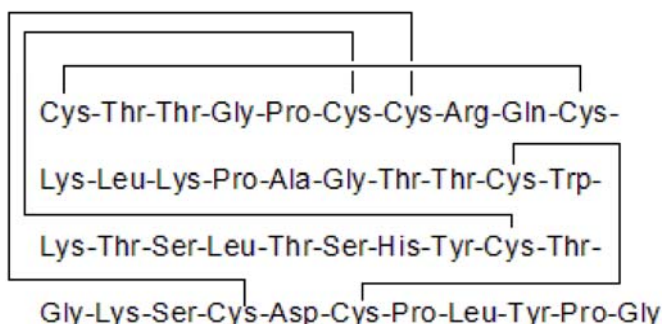 Cys-Thr-Thr-Gly-Pro-Cys-Cys-Arg-Gln-Cys-
Lys-Leu-Lys-Pro-Ala-Gly-Thr-Thr-Cys-Trp-
Lys-Thr-Ser-Leu-Thr-Ser-His-Tyr-Cys-Thr-
Gly-Lys-Ser-Cys-Asp-Cys-Pro-Leu-Tyr-Pro-Gly